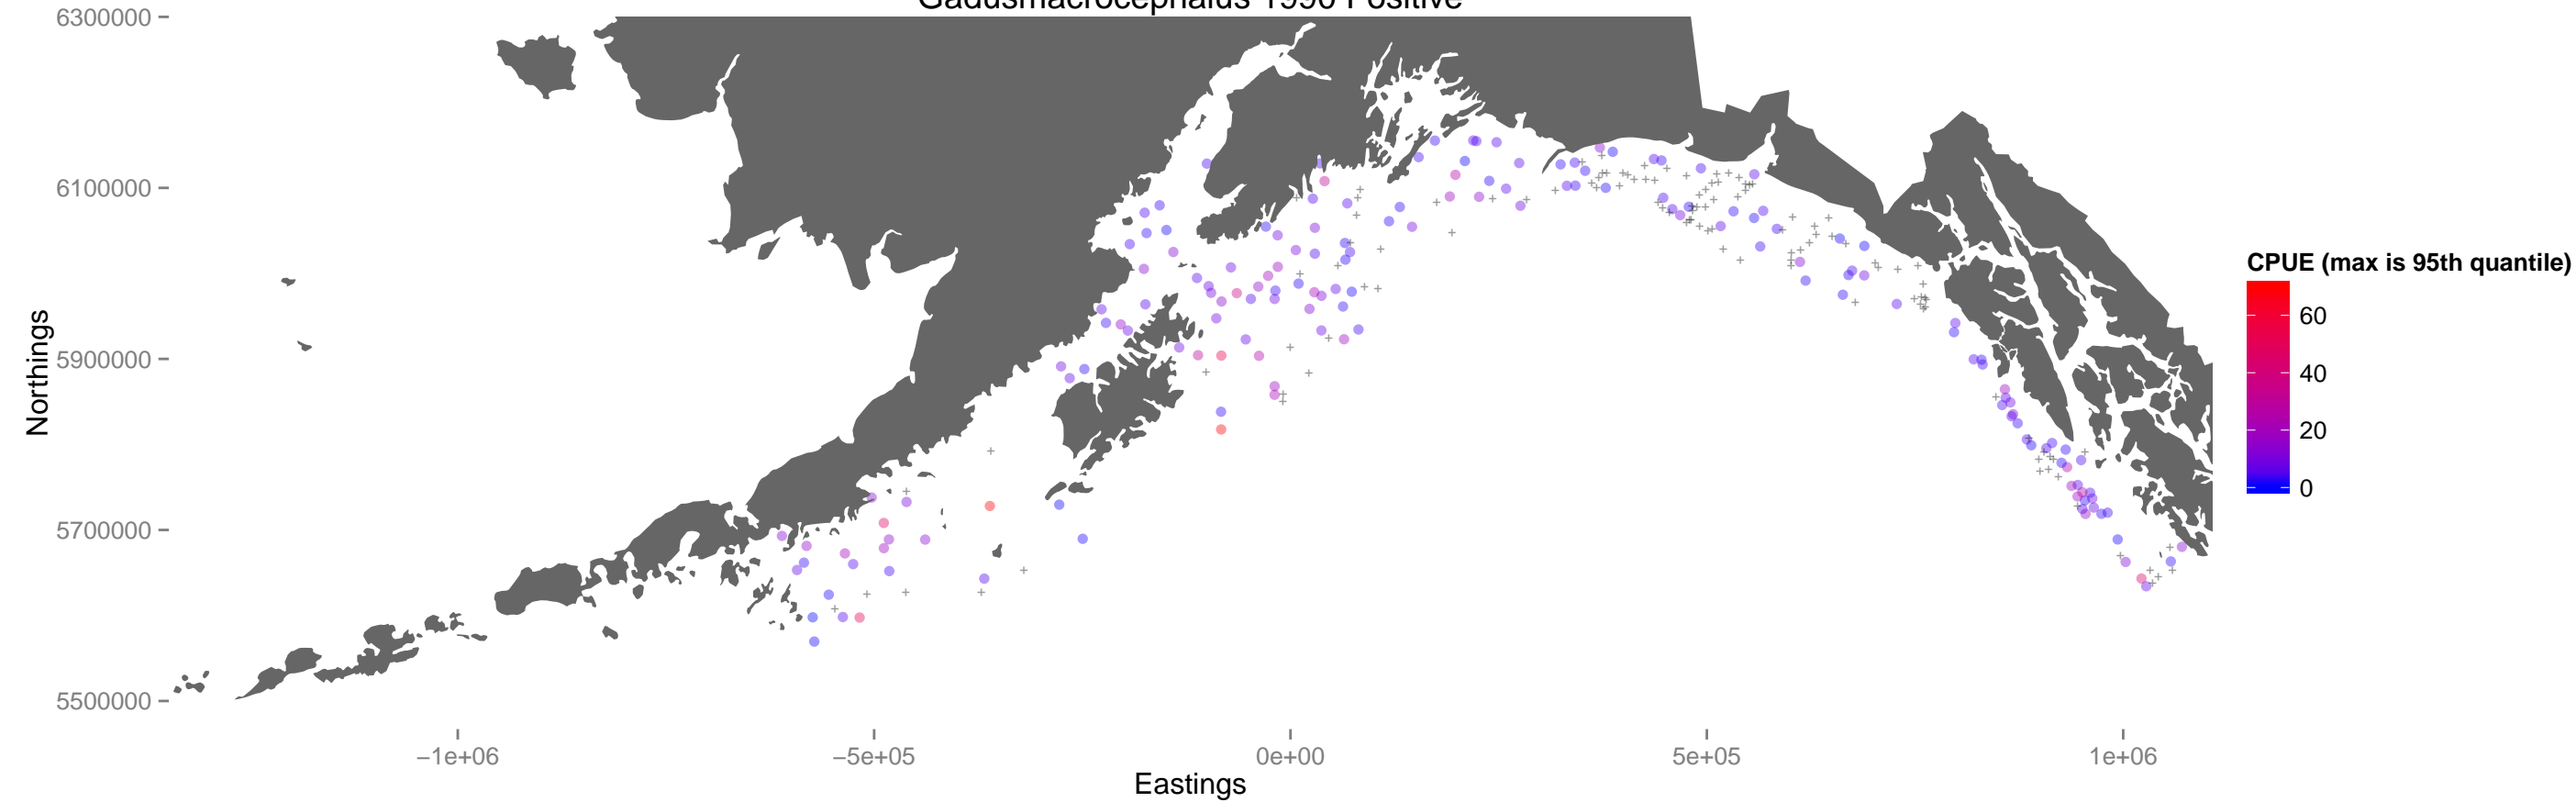 Gadusmacrocephalus 1990 Positive
6300000
6100000
5900000
5700000
5500000
Northings
−1e+06
−5e+05
0e+00
5e+05
1e+06
Eastings
CPUE (max is 95th quantile)
60
40
20
0